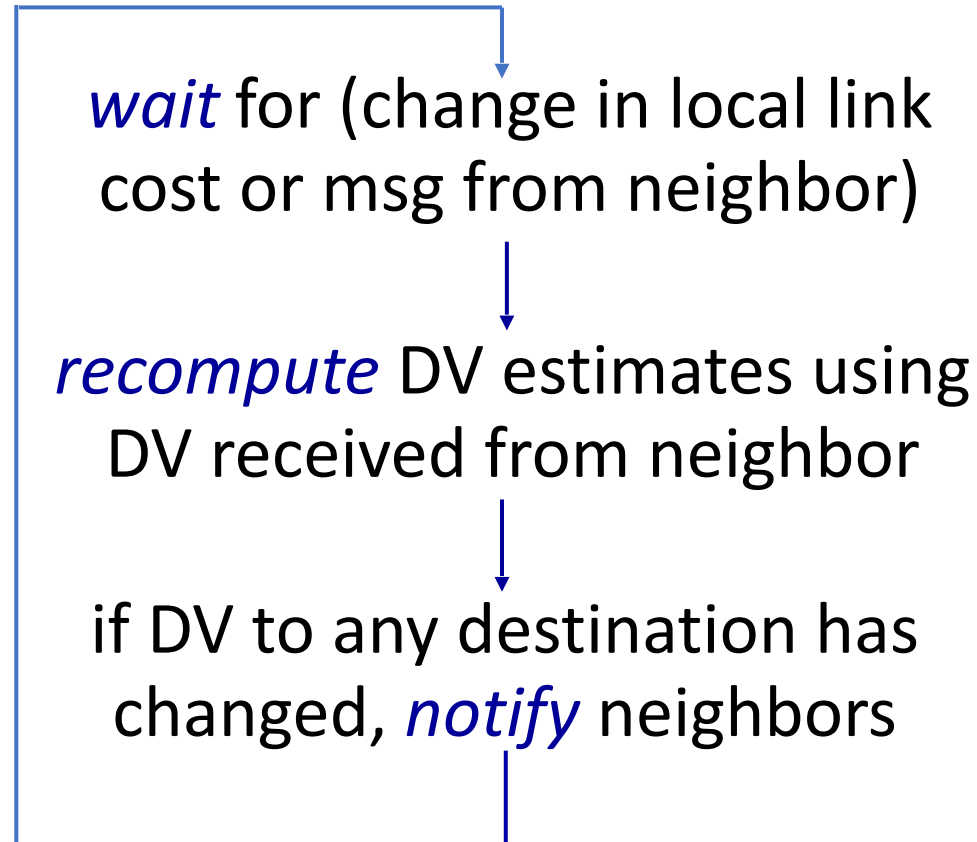 wait for (change in local link
cost or msg from neighbor)
recompute DV estimates using
DV received from neighbor
if DV to any destination has
changed, notify neighbors